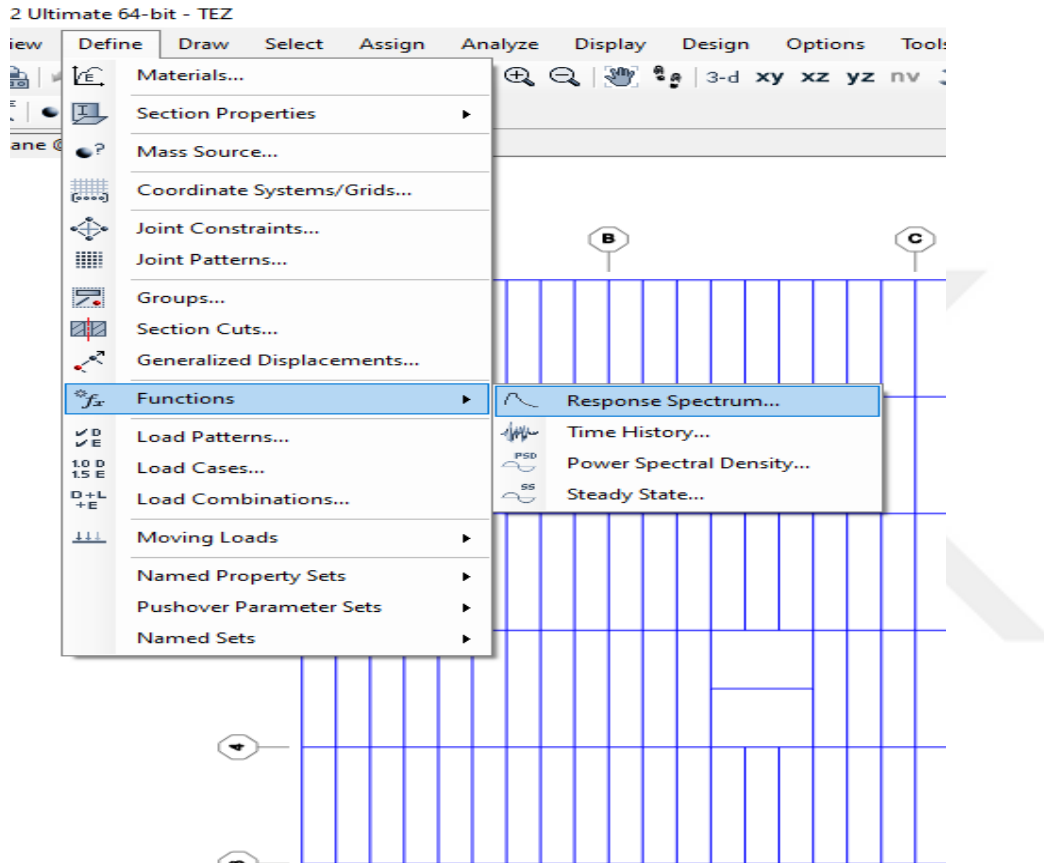 2 Ultimate 64-bit - TEZ
iew Define Draw Select Assign Analyze Display Design Options Tools
3-d xy xz yz nv
ane @
Materials...
Section Properties
Mass Source...
Coordinate Systems/Grids...
Joint Constraints...
Joint Patterns...
Groups...
Section Cuts...
Generalized Displacements...
Functions
Response Spectrum...
Time History...
PSD
Power Spectral Density...
SS
Steady State...
Load Patterns...
1.0 D
1.5 E
Load Cases...
D+L
+E
Load Combinations...
Moving Loads
Named Property Sets
Pushover Parameter Sets
Named Sets
B
C
4